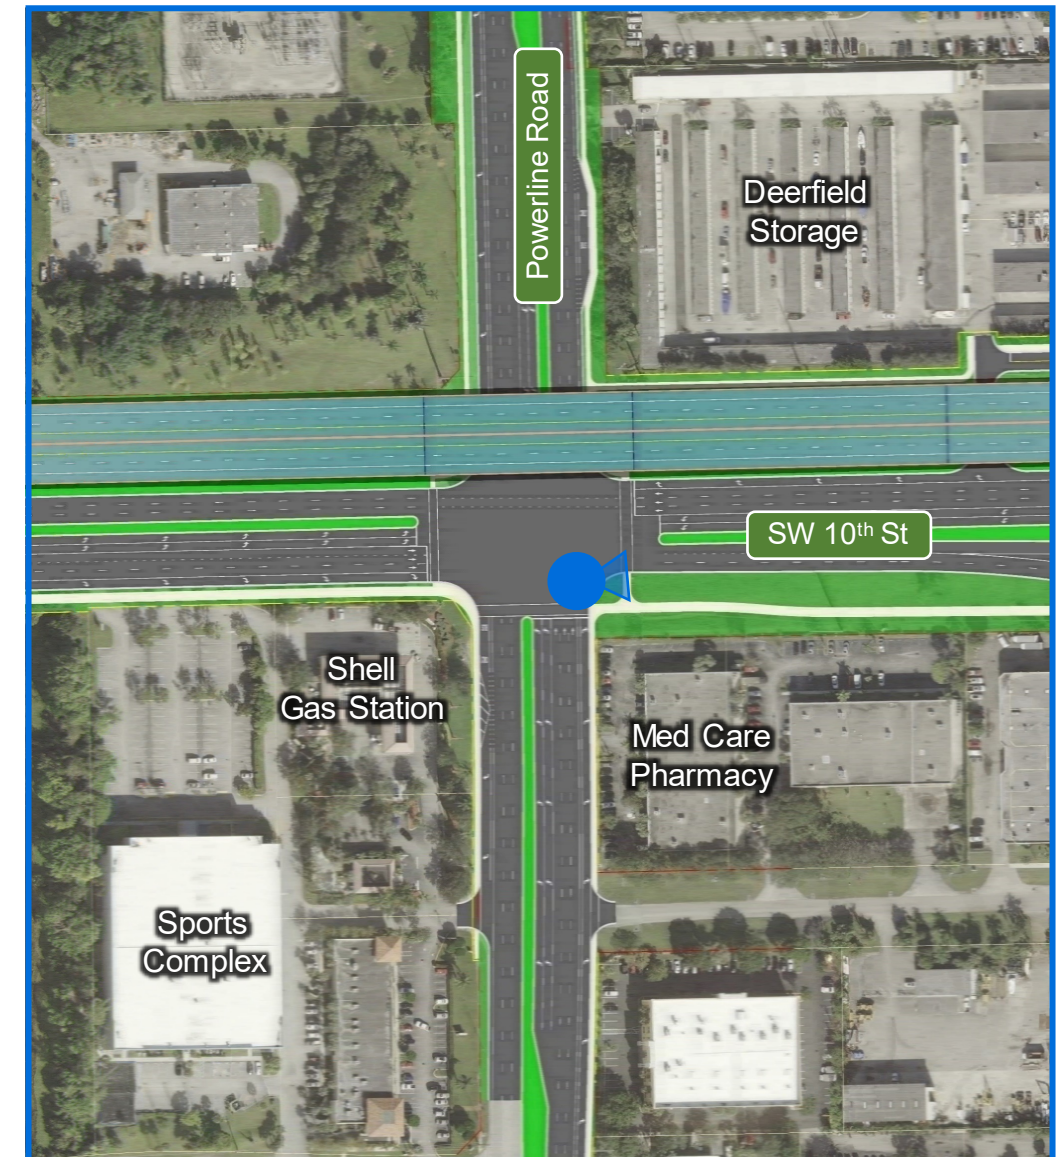 Powerline Road
Deerfield
Storage
SW 10th St
Shell
Gas Station
Med Care
Pharmacy
Sports
Complex